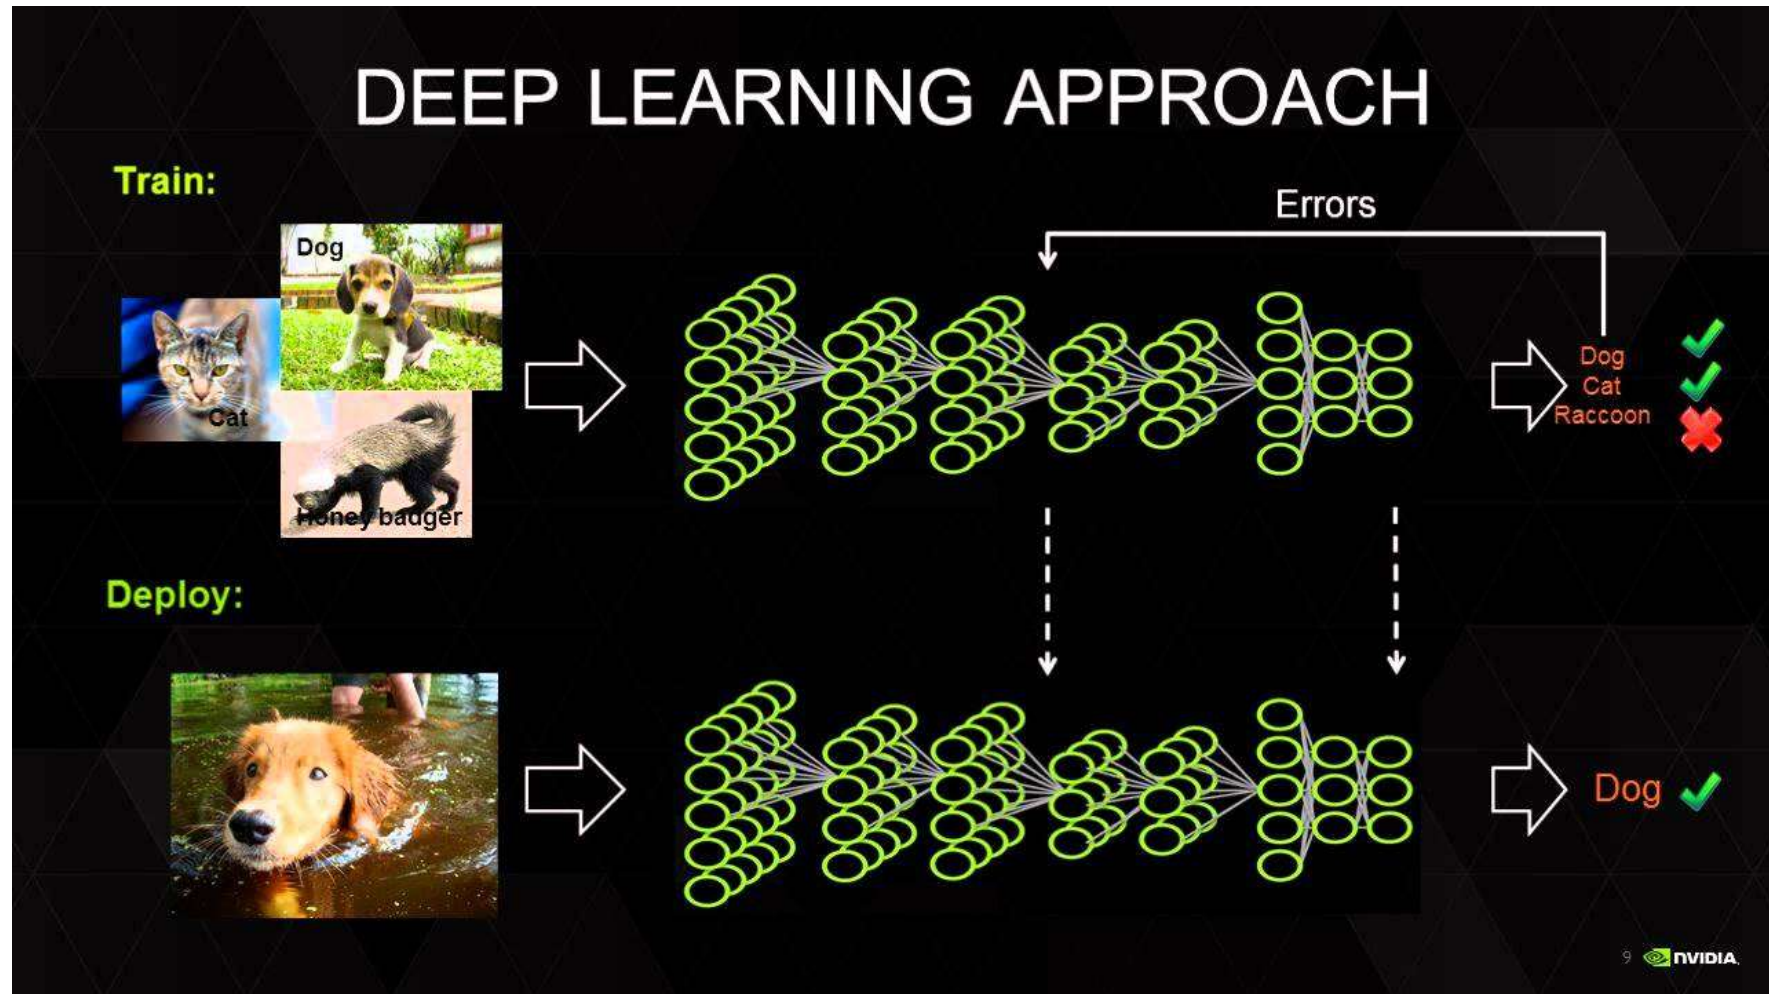 DEEP LEARNING APPROACH
Train:
Errors
Dog
Cat
Honey badger
Dog
Cat
Raccoon
Deploy:
Dog
9 NVIDIA.